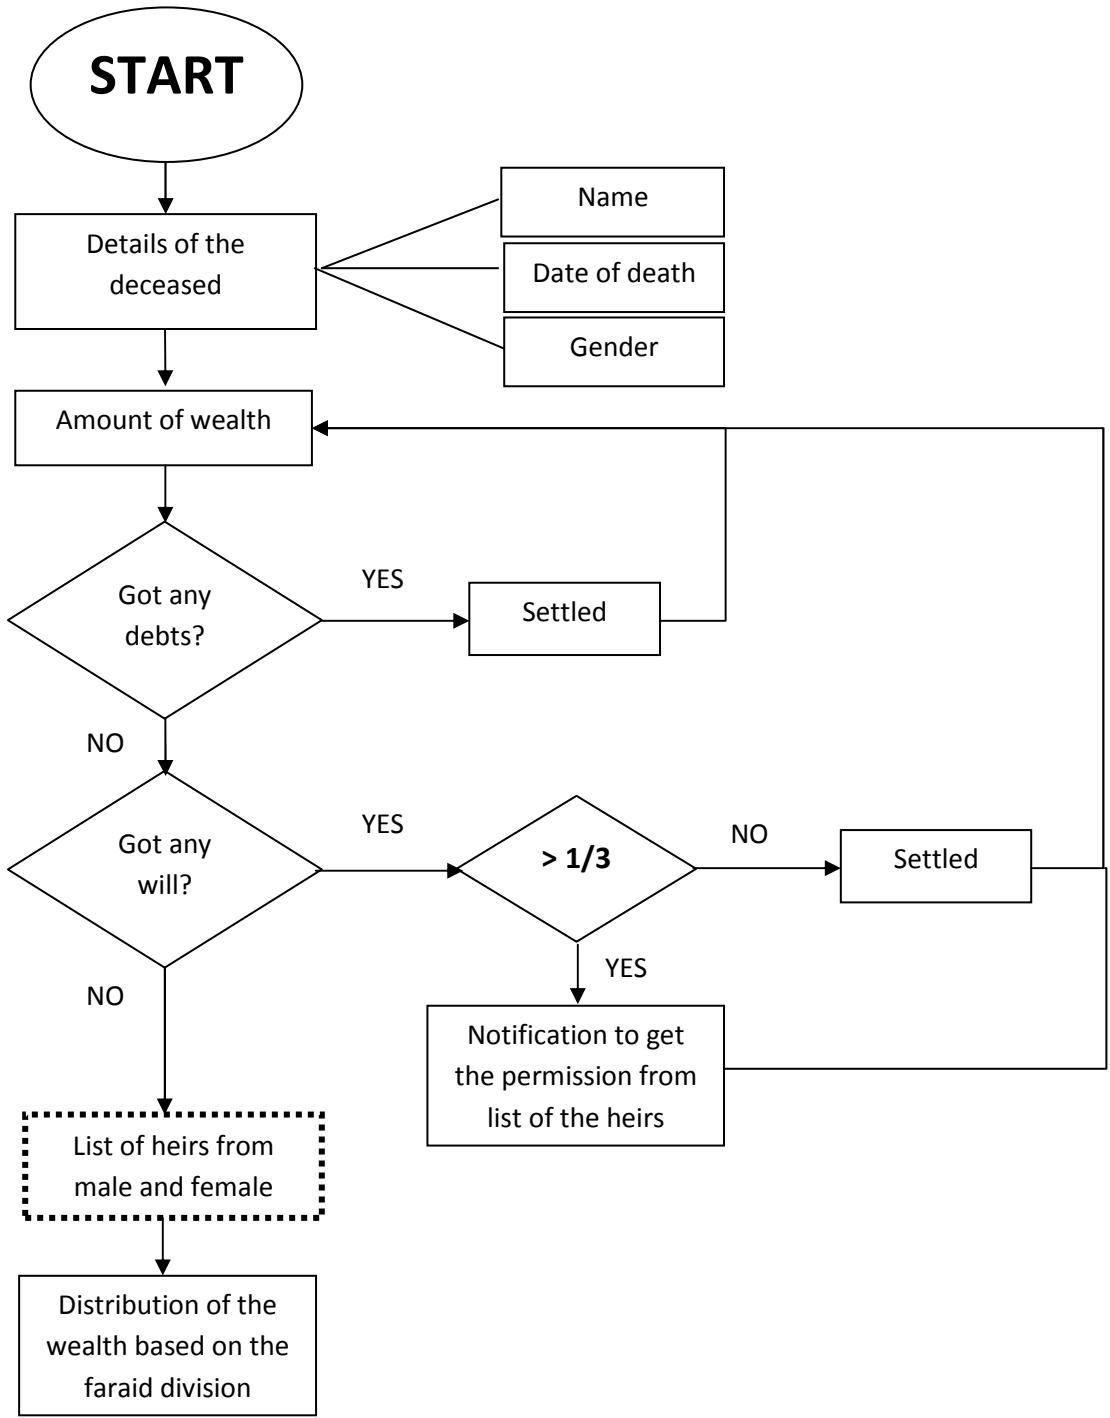 START
Details of the
deceased
Name
Date of death
Gender
Amount of wealth
Got any
debts?
YES
Settled
NO
Got any
will?
YES
> 1/3
NO
Settled
YES
Notification to get
the permission from
list of the heirs
NO
List of heirs from
male and female
Distribution of the
wealth based on the
faraid division